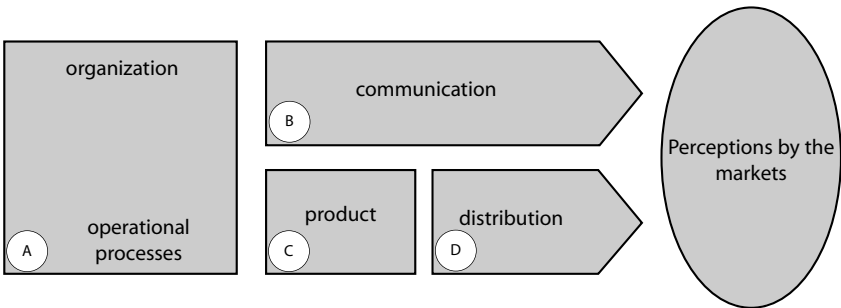 organization
operational
processes
A
communication
B
product
C
distribution
D
Perceptions by the
markets